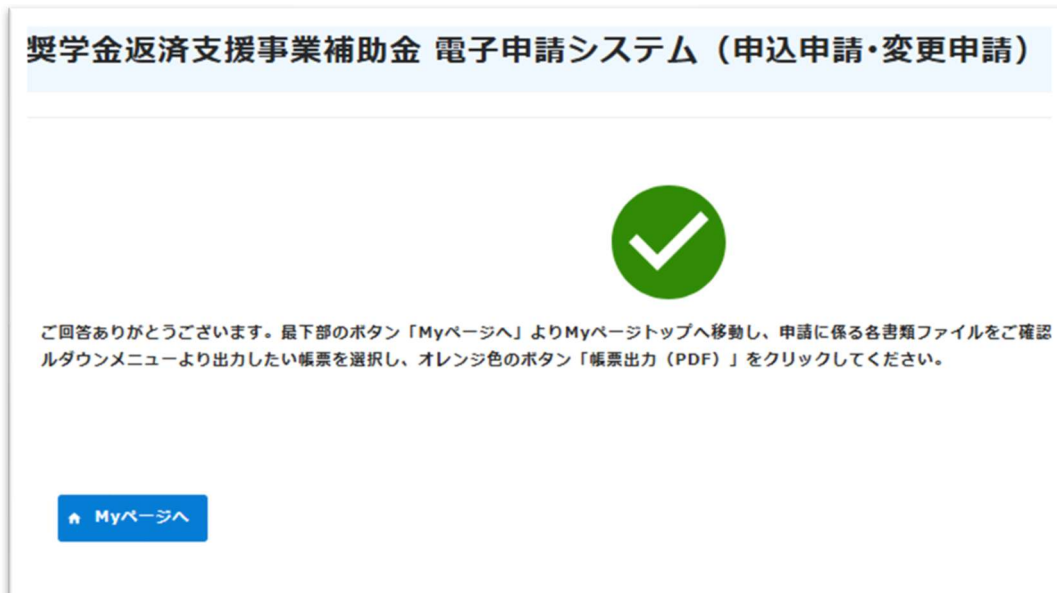 奨学金返済支援事業補助金 電子申請システム（申込申請・変更申請）
ご回答ありがとうございます。最下部のボタン「Myページへ」よりMyページトップへ移動し、申請に係る各書類ファイルをご確認
ルダウンメニューより出力したい帳票を選択し、オレンジ色のボタン「帳票出力（PDF）」をクリックしてください。
Myページへ